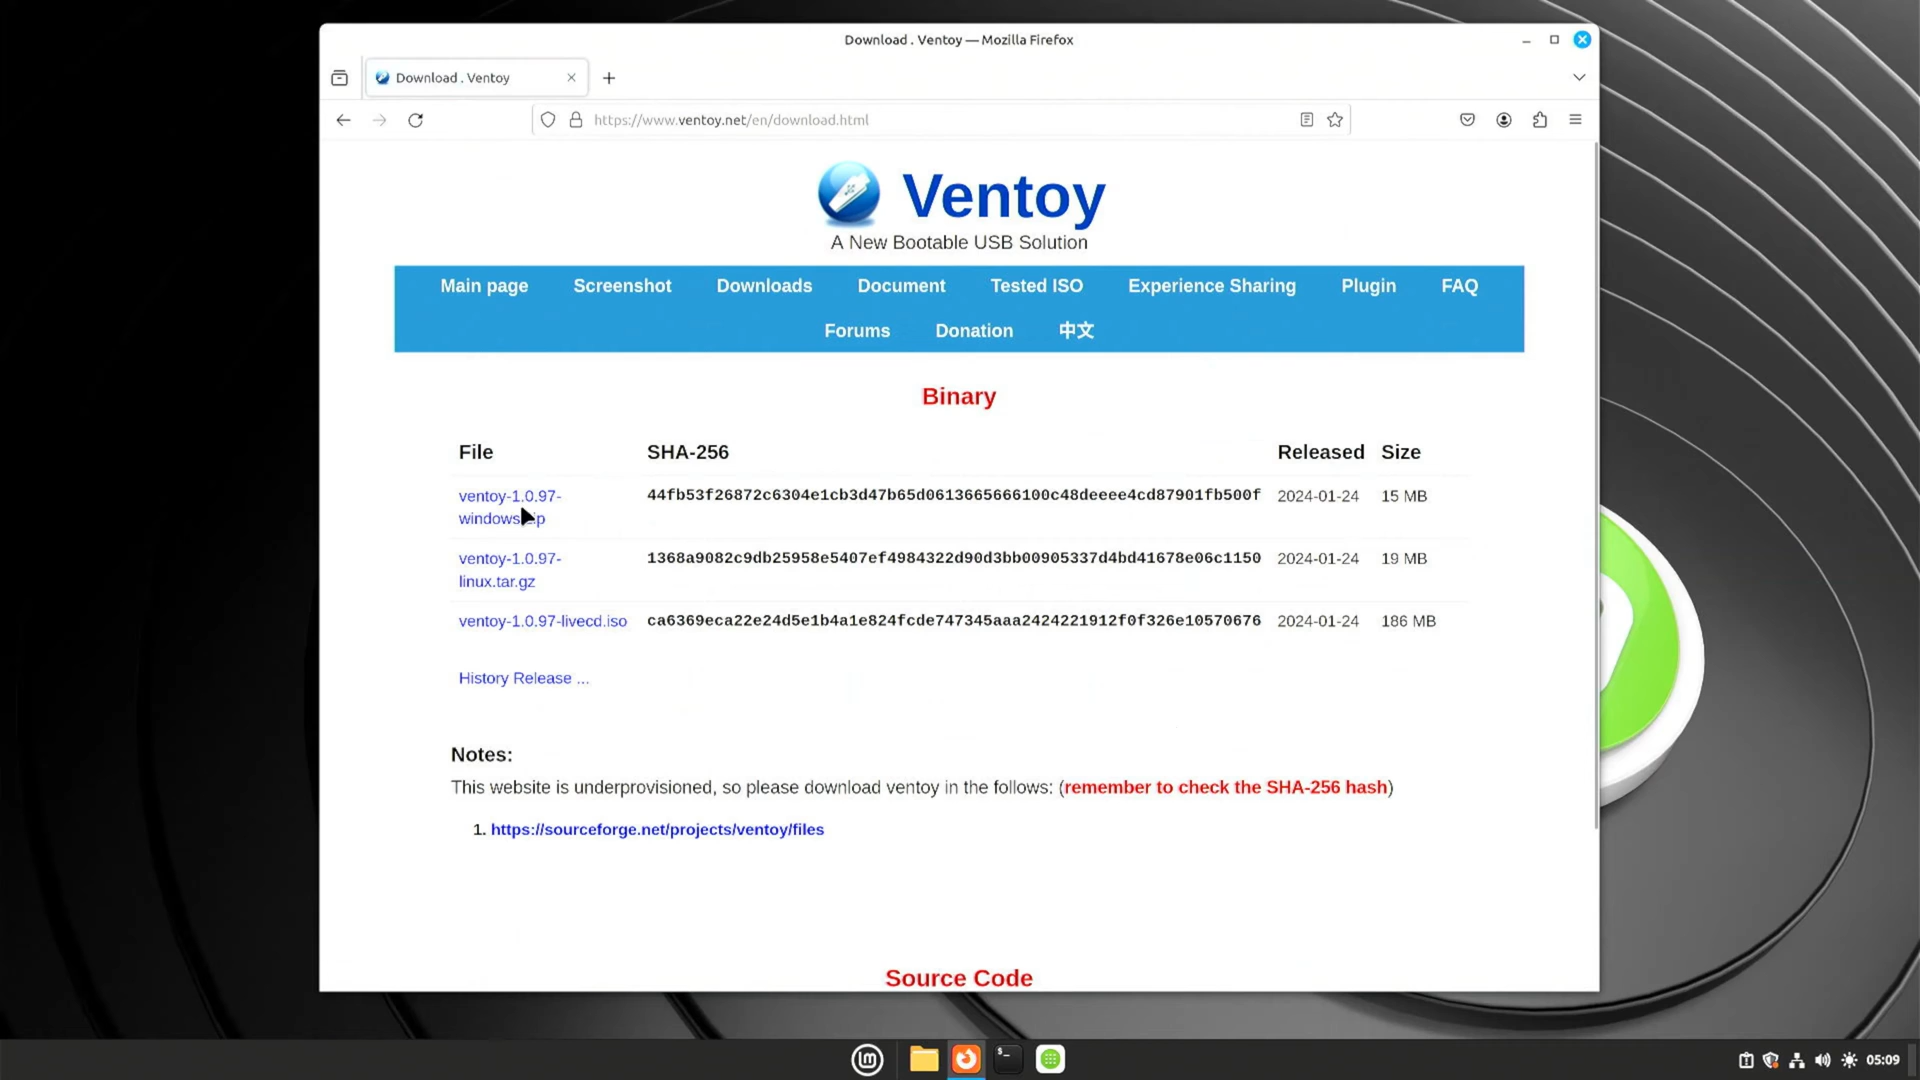 Download . Ventoy — Mozilla Firefox
Download . Ventoy
https://www.ventoy.net/en/download.html
Ventoy
A New Bootable USB Solution
Main page Screenshot Downloads Document Tested ISO Experience Sharing Plugin FAQ
Forums Donation 中文
Binary
File SHA-256 Released Size
ventoy-1.0.97- 44fb53f26872c6304e1cb3d47b65d0613665666100c48deeee4cd87901fb500f 2024-01-24 15 MB
windows.zip
ventoy-1.0.97- 1368a9082c9db25958e5407ef4984322d90d3bb00905337d4bd41678e06c1150 2024-01-24 19 MB
linux.tar.gz
ventoy-1.0.97-livecd.iso ca6369eca22e24d5e1b4a1e824fcde747345aaa2424221912f0f326e10570676 2024-01-24 186 MB
History Release ...
Notes:
This website is underprovisioned, so please download ventoy in the follows: (remember to check the SHA-256 hash)
1. https://sourceforge.net/projects/ventoy/files
Source Code
05:09